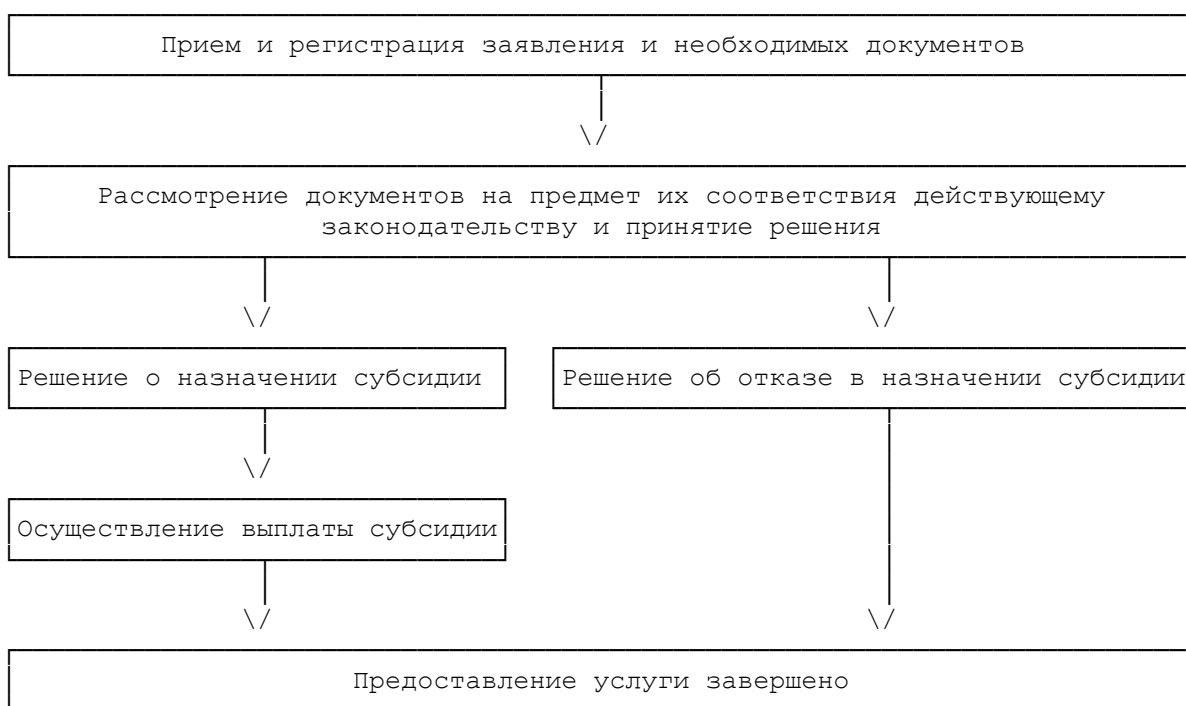 Прием и регистрация заявления и необходимых документов
Рассмотрение документов на предмет их соответствия действующему
законодательству и принятие решения
Решение о назначении субсидии
Решение об отказе в назначении субсидии
Осуществление выплаты субсидии
Предоставление услуги завершено